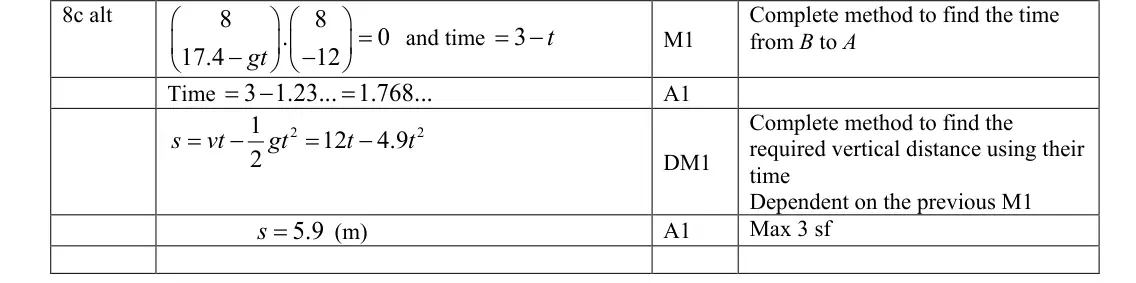 8c alt
(8
17.4 − gt) . (8
−12) = 0 and time = 3 − t
M1
Complete method to find the time
from B to A
Time = 3 − 1.23... = 1.768...
A1
s = vt − 1/2 gt² = 12t − 4.9t²
DM1
Complete method to find the
required vertical distance using their
time
Dependent on the previous M1
s = 5.9 (m)
A1
Max 3 sf